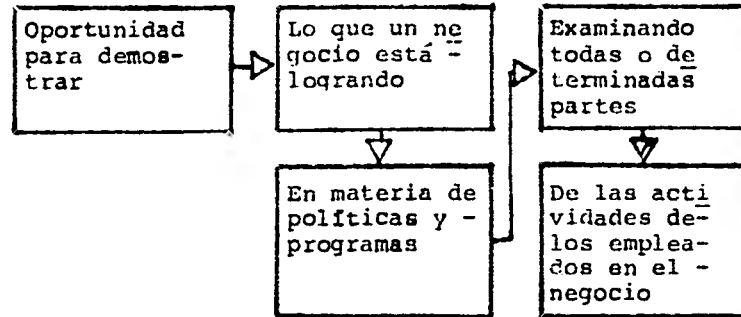 Oportunidad
para demos-
trar
Lo que un ne
gocio está -
logrando
En materia de
políticas y -
programas
Examinando
todas o de
terminadas
partes
De las acti
vidades de-
los emplea-
dos en el -
negocio